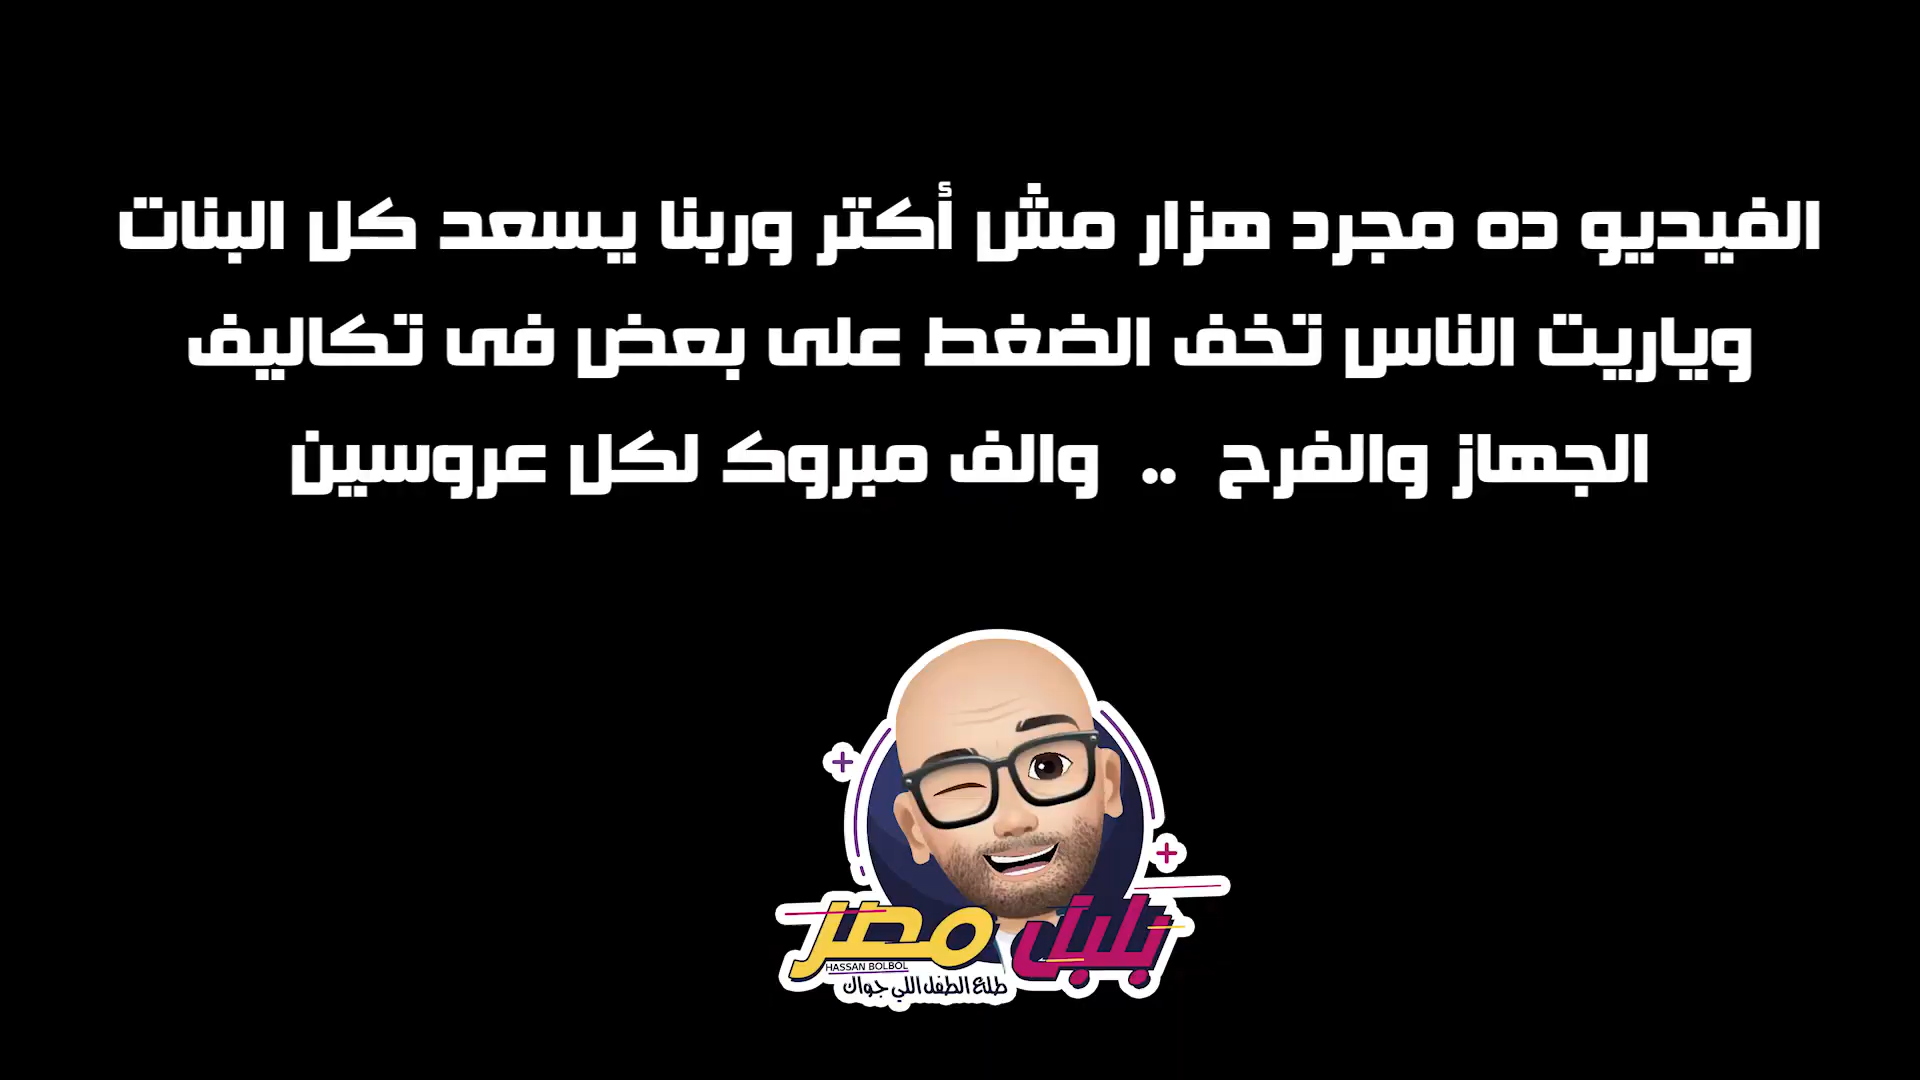 الفيديو ده مجرد هزار مش أكتر وربنا يسعد كل البنات
وياريت الناس تخف الضغط على بعض فى تكاليف
الجهاز والفرح .. والف مبروك لكل عروسين
بلبل مصر
HASSAN BOLBOL
طلع الطفل اللي جواك